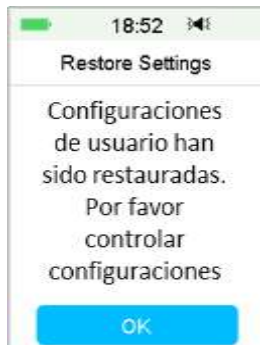 18:52
Restore Settings
Configuraciones
de usuario han
sido restauradas.
Por favor
controlar
configuraciones
OK